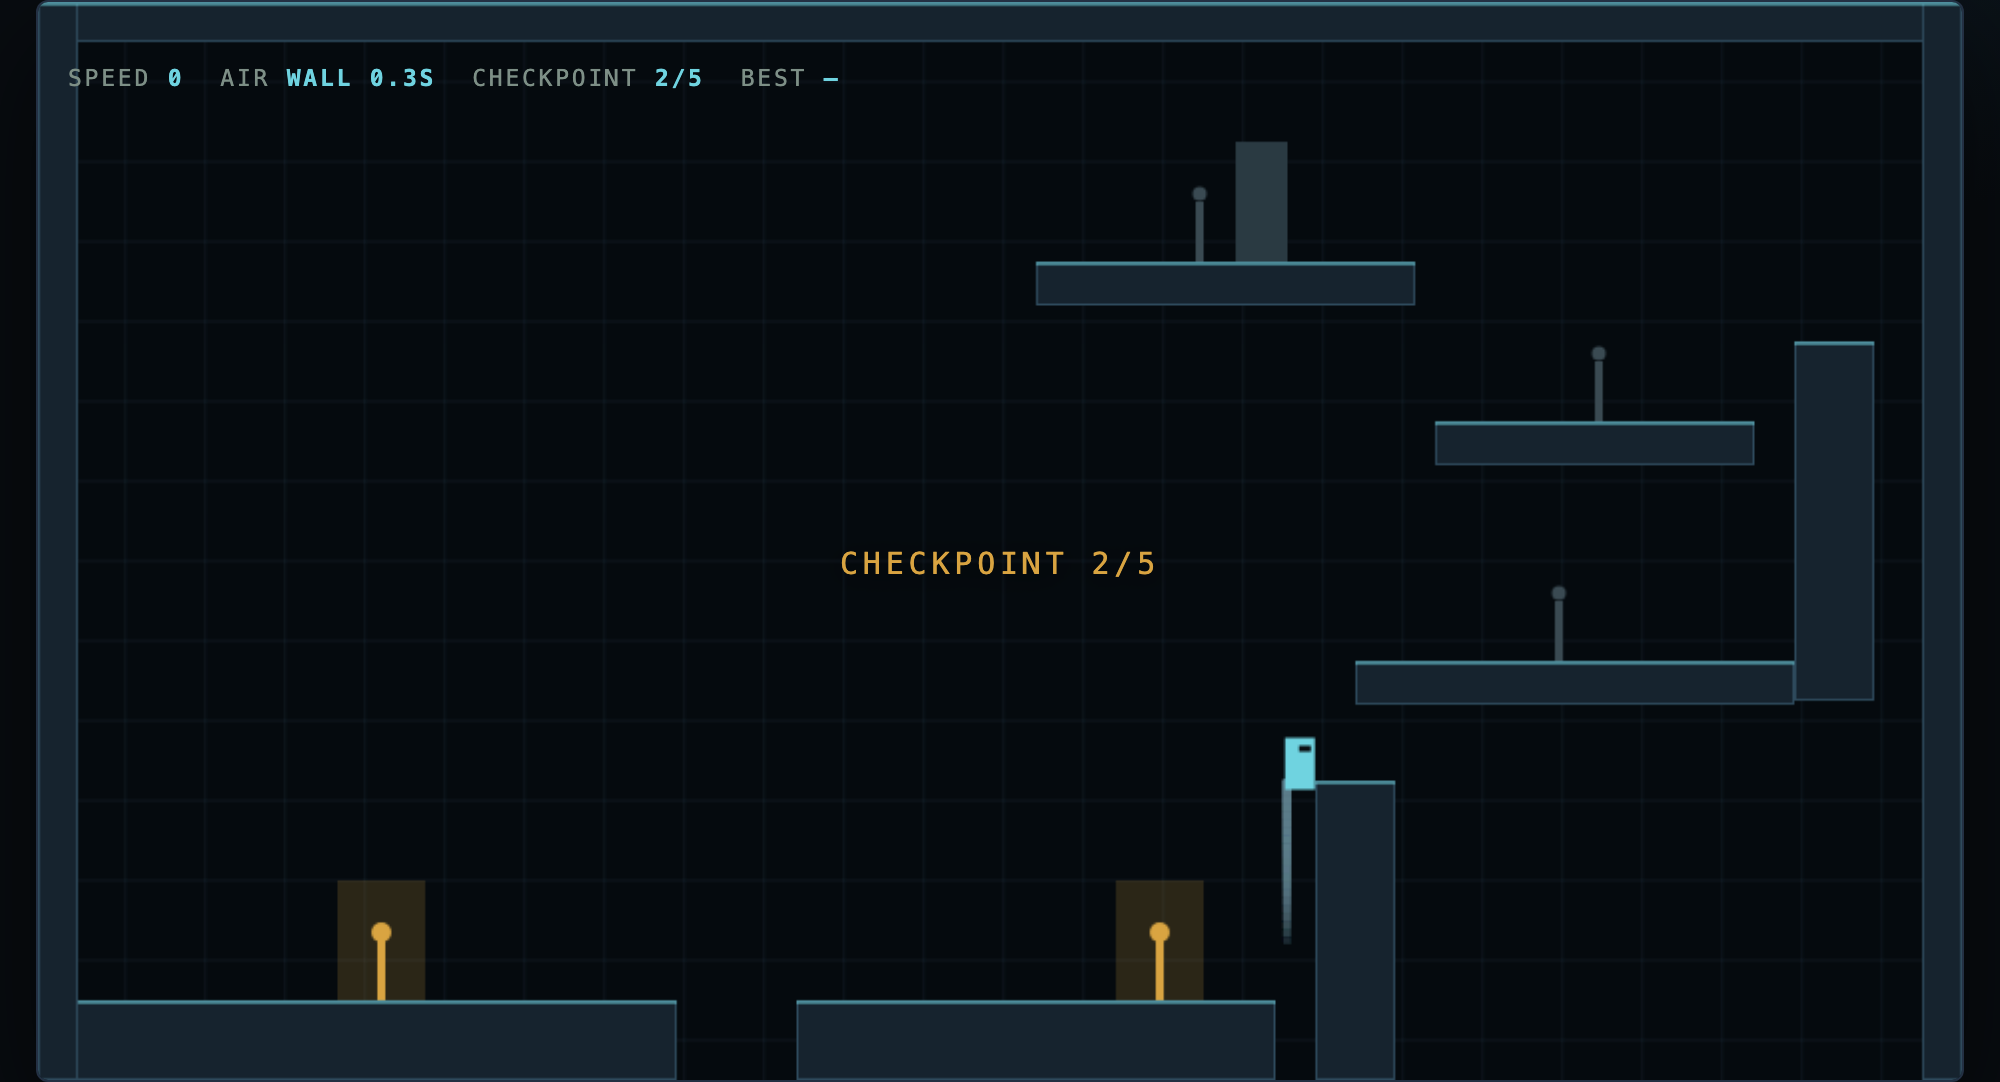 SPEED 0 AIR WALL 0.3S CHECKPOINT 2/5 BEST –
CHECKPOINT 2/5